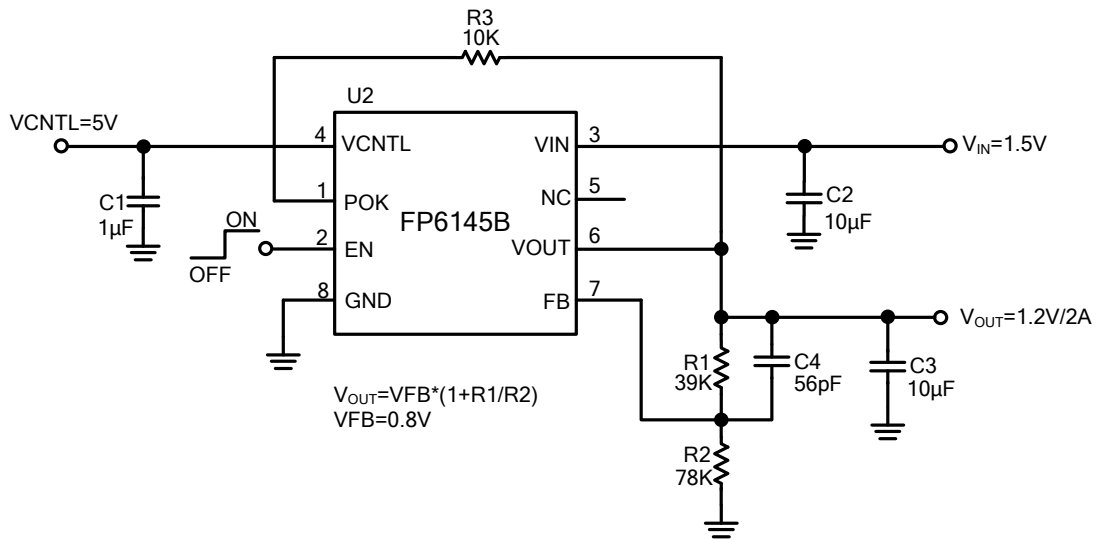 R3
10K
U2
VCNTL=5V
4
VCNTL
VIN
3
VIN=1.5V
C1
1µF
1
POK
NC
5
C2
10µF
ON
OFF
2
EN
FP6145B
VOUT
6
8
GND
FB
7
VOUT=1.2V/2A
R1
39K
C4
56pF
C3
10µF
VOUT=VFB*(1+R1/R2)
VFB=0.8V
R2
78K